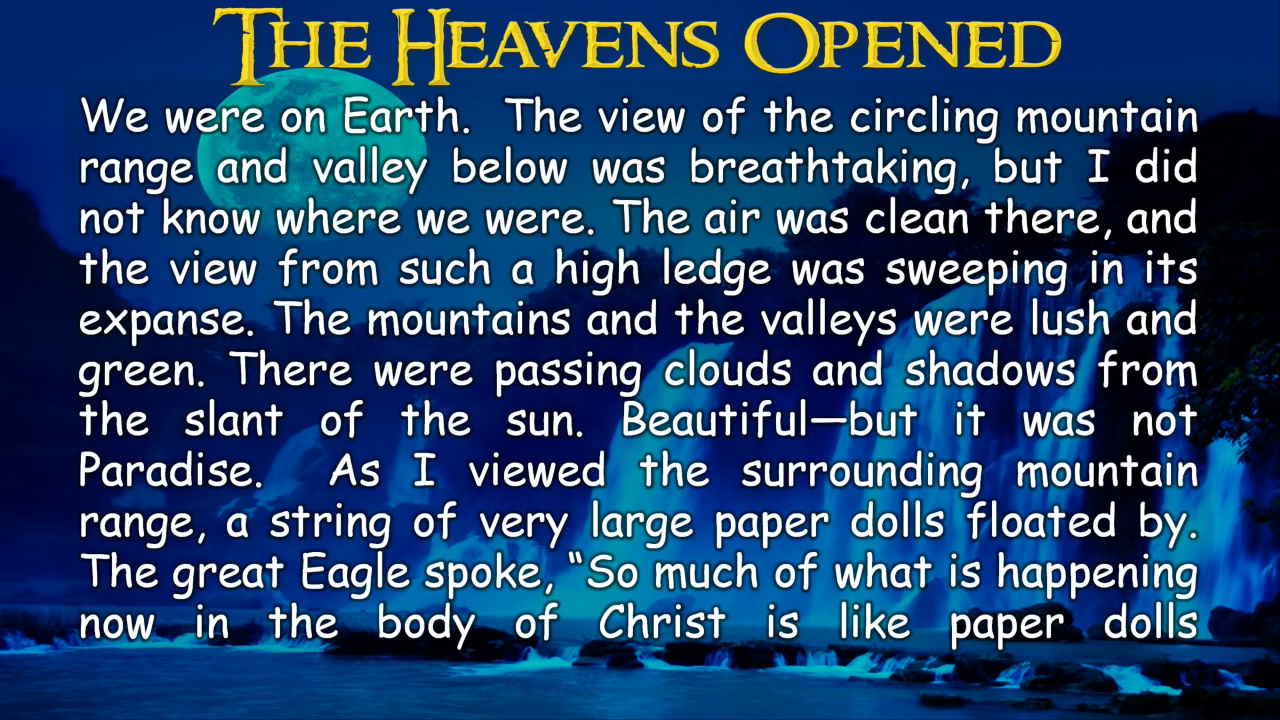 THE HEAVENS OPENED
We were on Earth.  The view of the circling mountain
range and valley below was breathtaking, but I did
not know where we were. The air was clean there, and
the view from such a high ledge was sweeping in its
expanse. The mountains and the valleys were lush and
green. There were passing clouds and shadows from
the slant of the sun. Beautiful—but it was not
Paradise.  As I viewed the surrounding mountain
range, a string of very large paper dolls floated by.
The great Eagle spoke, “So much of what is happening
now in the body of Christ is like paper dolls